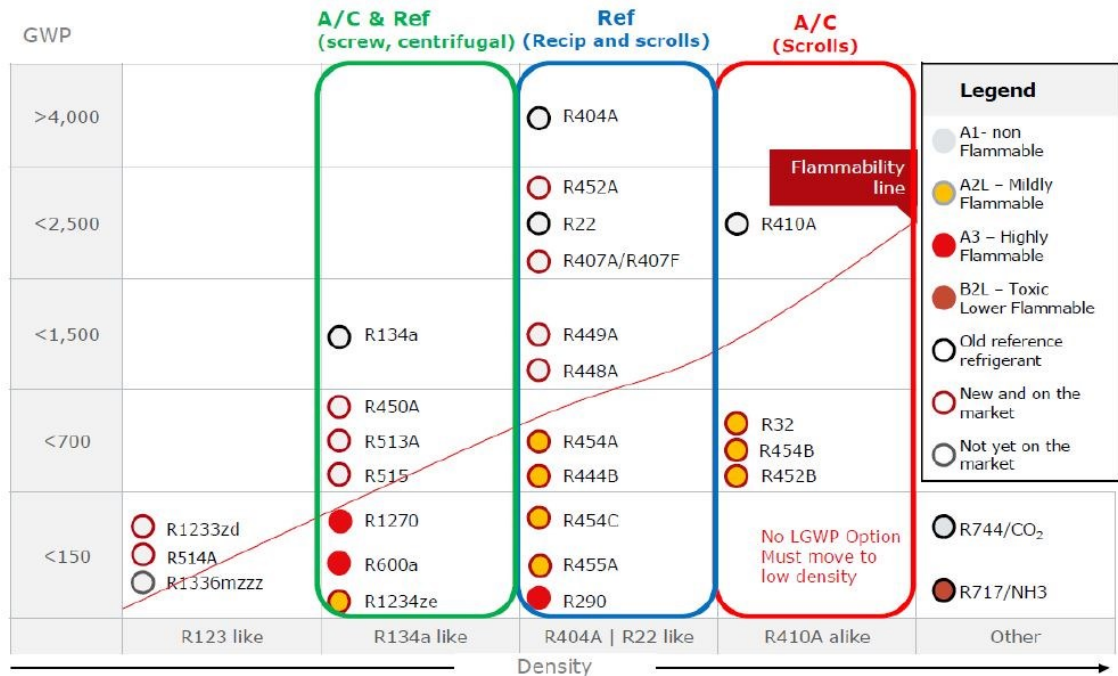 GWP
A/C & Ref
(screw, centrifugal)
Ref
(Recip and scrolls)
A/C
(Scrolls)
>4,000
R404A
<2,500
R452A
R22
R407A/R407F
R410A
Flammability
line
<1,500
R134a
R449A
R448A
<700
R450A
R513A
R515
R454A
R444B
R32
R454B
R452B
<150
R1233zd
R514A
R1336mzzz
R1270
R600a
R1234ze
R454C
R455A
R290
No LGWP Option
Must move to
low density
R744/CO₂
R717/NH3
R123 like
R134a like
R404A | R22 like
R410A alike
Other
Density
Legend
A1- non
Flammable
A2L – Mildly
Flammable
A3 – Highly
Flammable
B2L – Toxic
Lower Flammable
Old reference
refrigerant
New and on the
market
Not yet on the
market